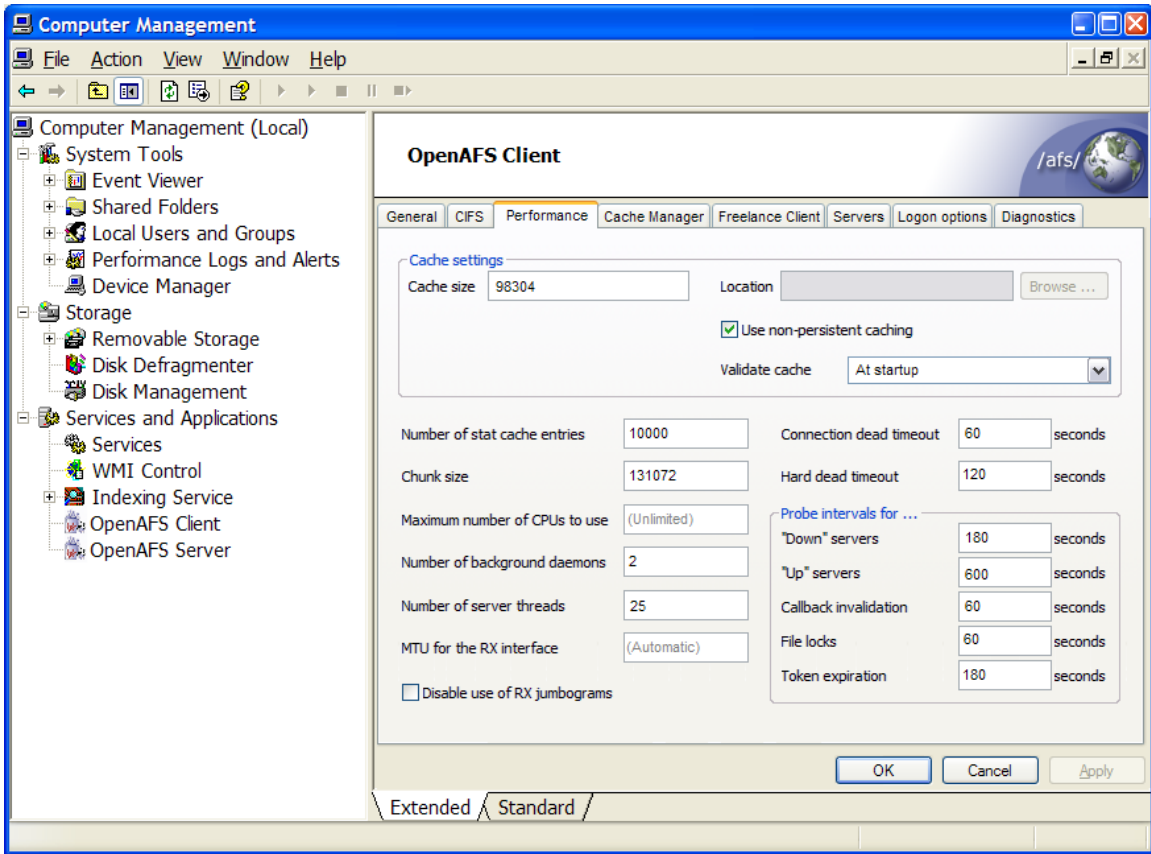 Computer Management
File Action View Window Help
Computer Management (Local)
System Tools
Event Viewer
Shared Folders
Local Users and Groups
Performance Logs and Alerts
Device Manager
Storage
Removable Storage
Disk Defragmenter
Disk Management
Services and Applications
Services
WMI Control
Indexing Service
OpenAFS Client
OpenAFS Server
OpenAFS Client
/afs/
General CIFS Performance Cache Manager Freelance Client Servers Logon options Diagnostics
Cache settings
Cache size 98304 Location Browse ...
Use non-persistent caching
Validate cache At startup
Number of stat cache entries 10000
Chunk size 131072
Maximum number of CPUs to use (Unlimited)
Number of background daemons 2
Number of server threads 25
MTU for the RX interface (Automatic)
Disable use of RX jumbograms
Connection dead timeout 60 seconds
Hard dead timeout 120 seconds
Probe intervals for ...
"Down" servers 180 seconds
"Up" servers 600 seconds
Callback invalidation 60 seconds
File locks 60 seconds
Token expiration 180 seconds
OK Cancel Apply
Extended Standard